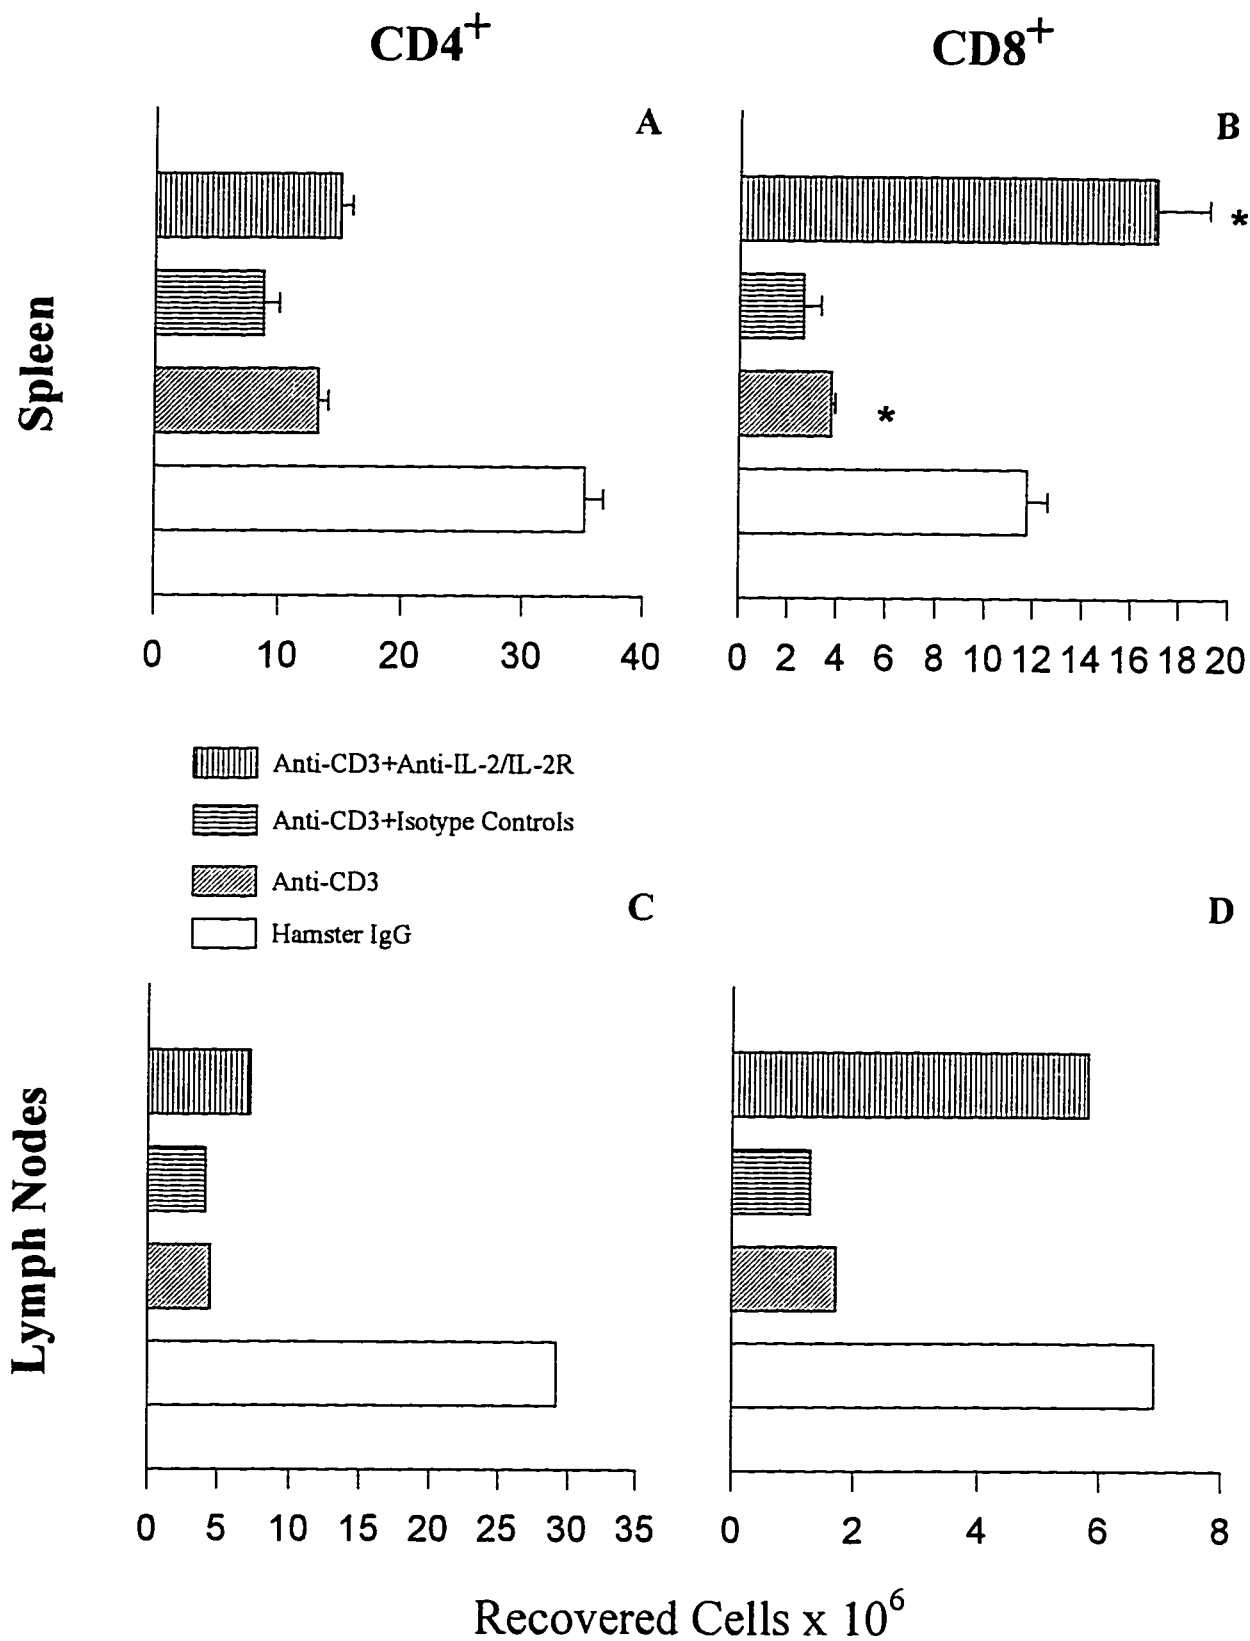 CD4+
CD8+
A
B
*
*
Spleen
0 10 20 30 40
0 2 4 6 8 10 12 14 16 18 20
Anti-CD3+Anti-IL-2/IL-2R
Anti-CD3+Isotype Controls
Anti-CD3
Hamster IgG
C
D
Lymph Nodes
0 5 10 15 20 25 30 35
0 2 4 6 8
Recovered Cells x 10⁶